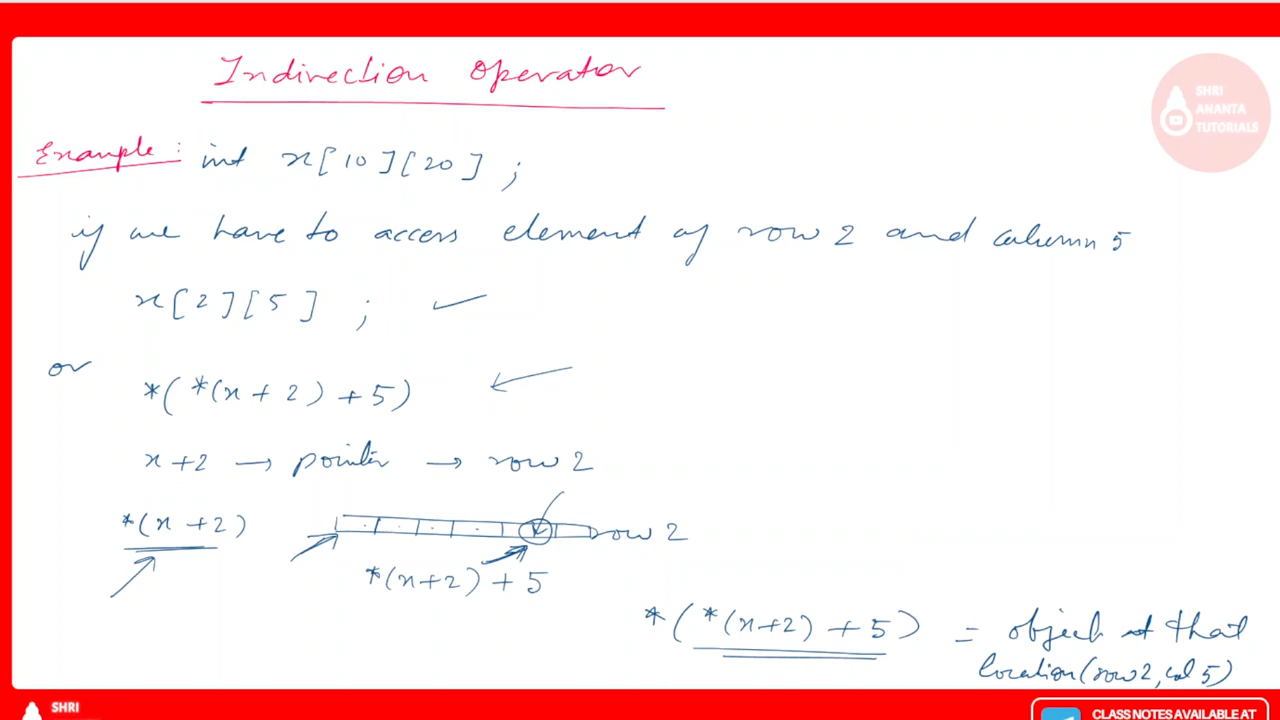 Indirection Operator
SHRI
ANANTA
TUTORIALS
Example : int x[10][20] ;
if we have to access element of row 2 and column 5
x[2][5] ;
or
*( *(x + 2) + 5)
x + 2 → pointer → row 2
*(x + 2) row 2
*(x+2) + 5
*( *(x+2) + 5) = object at that
location(row2, col 5)
SHRI
CLASS NOTES AVAILABLE AT